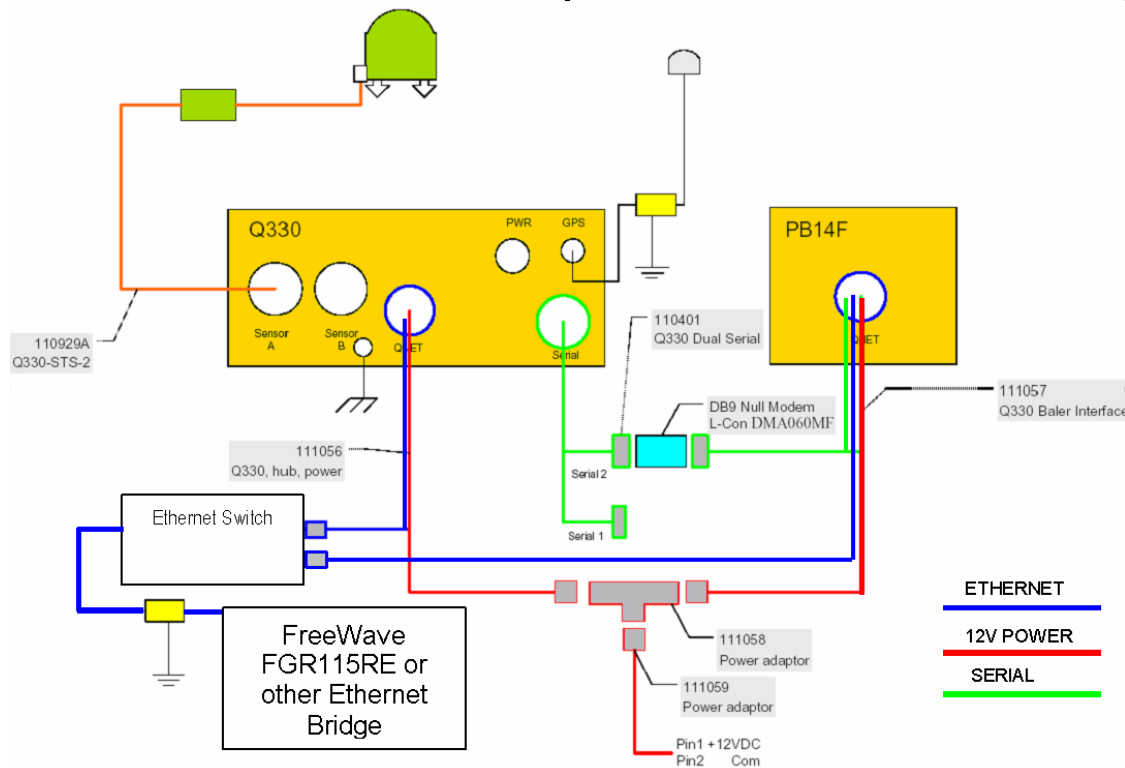 Q330
PWR
GPS
PB14F
Sensor
A
Sensor
B
Serial
110929A
Q330-STS-2
110401
Q330 Dual Serial
DB9 Null Modem
L-Con DMA060MF
111057
Q330 Baler Interface
111056
Q330, hub, power
Serial 2
Serial 1
Ethernet Switch
FreeWave
FGR115RE or
other Ethernet
Bridge
111058
Power adaptor
111059
Power adaptor
Pin1 +12VDC
Pin2 Com
ETHERNET
12V POWER
SERIAL